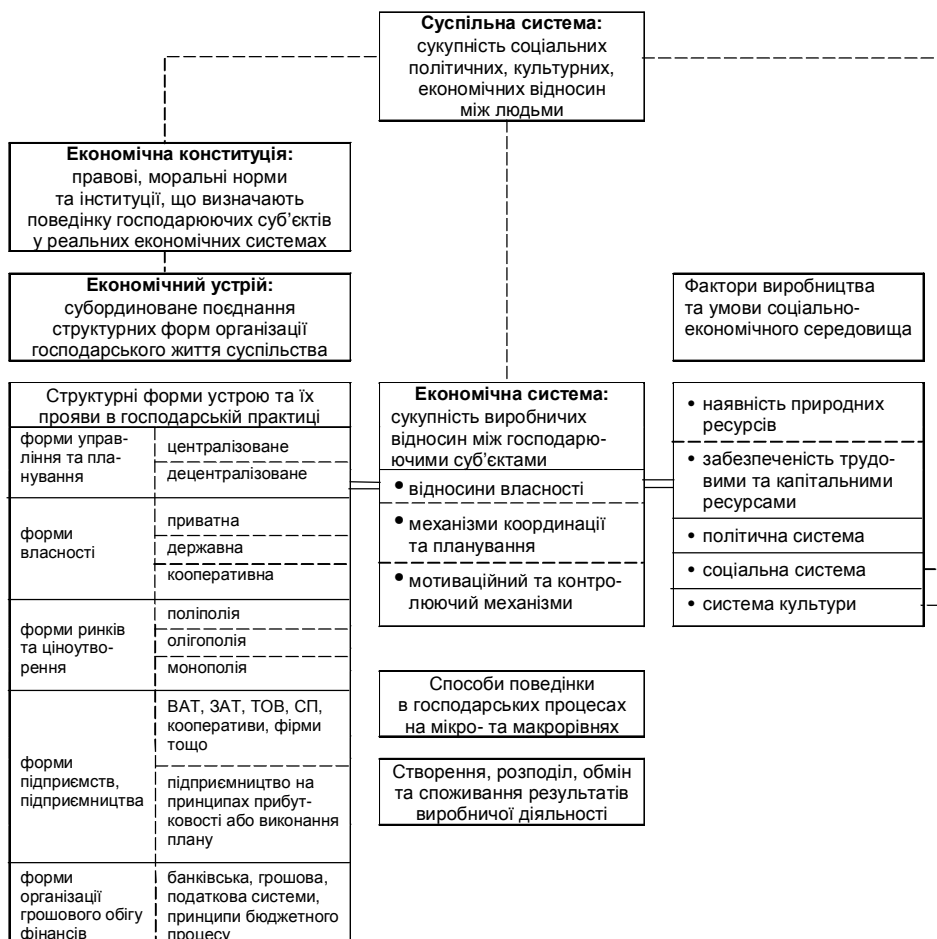 Суспільна система:
сукупність соціальних
політичних, культурних,
економічних відносин
між людьми
Економічна конституція:
правові, моральні норми
та інституції, що визначають
поведінку господарюючих суб’єктів
у реальних економічних системах
Економічний устрій:
субординоване поєднання
структурних форм організації
господарського життя суспільства
Фактори виробництва
та умови соціально-
економічного середовища
Структурні форми устрою та їх
прояви в господарській практиці
форми управ-
ління та пла-
нування
централізоване
децентралізоване
форми
власності
приватна
державна
кооперативна
форми ринків
та ціноутво-
рення
поліполія
олігополія
монополія
форми
підприємств,
підприємництва
ВАТ, ЗАТ, ТОВ, СП,
кооперативи, фірми
тощо
підприємництво на
принципах прибут-
ковості або виконання
плану
форми
організації
грошового обігу
фінансів
банківська, грошова,
податкова системи,
принципи бюджетного
процесу
Економічна система:
сукупність виробничих
відносин між господарю-
ючими суб’єктами
• відносини власності
• механізми координації
та планування
• мотиваційний та контро-
люючий механізми
Способи поведінки
в господарських процесах
на мікро- та макрорівнях
Створення, розподіл, обмін
та споживання результатів
виробничої діяльності
• наявність природних
ресурсів
• забезпеченість трудо-
вими та капітальними
ресурсами
• політична система
• соціальна система
• система культури